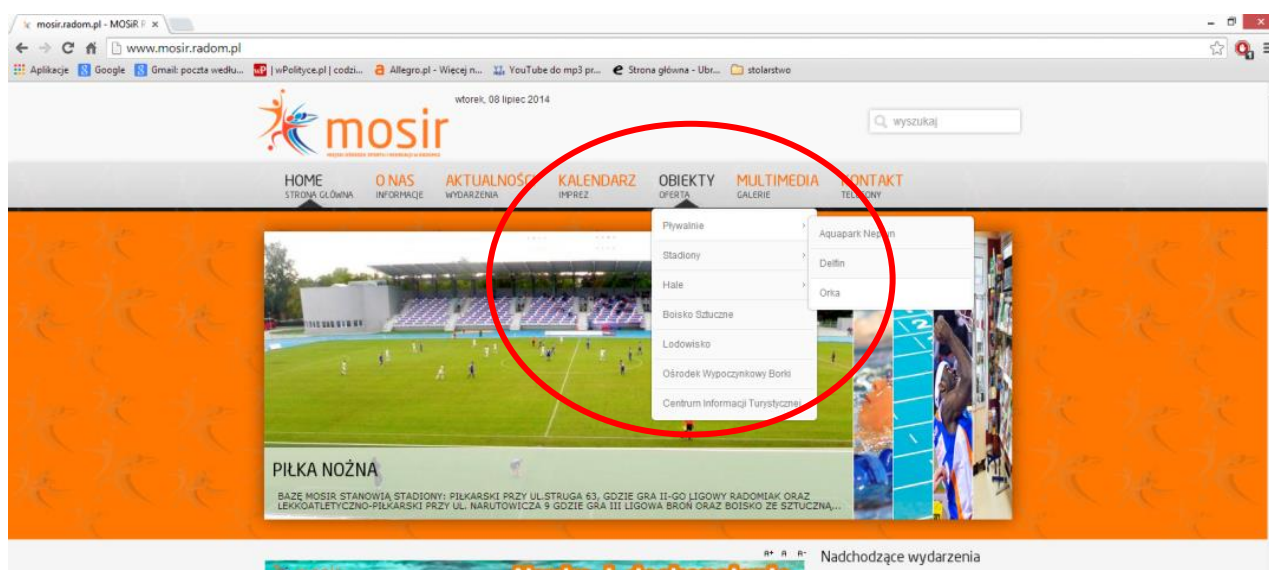 mosir.radom.pl - MOSiR
www.mosir.radom.pl
Aplikacje Google Gmail: poczta wedłu... wP | wPolityce.pl | codzi... Allegro.pl - Więcej n... YouTube do mp3 pr... Strona główna - Ubr... stolarstwo
wtorek, 08 lipiec 2014
mosir
wyszukaj
HOME O NAS AKTUALNOŚCI KALENDARZ OBIEKTY MULTIMEDIA KONTAKT
STRONA GŁÓWNA INFORMACJE WYDARZENIA IMPREZ OFERTA GALERIE TELEFONY
Pływalnie
Stadiony
Hale
Boisko Sztuczne
Lodowisko
Ośrodek Wypoczynkowy Borki
Centrum Informacji Turystycznej
Aquapark Neptun
Delfin
Orka
2
PIŁKA NOŻNA
BAZĘ MOSIR STANOWIĄ STADIONY: PIŁKARSKI PRZY UL.STRUGA 63, GDZIE GRA II-GO LIGOWY RADOMIAK ORAZ
LEKKOATLETYCZNO-PIŁKARSKI PRZY UL. NARUTOWICZA 9 GDZIE GRA III LIGOWA BROŃ ORAZ BOISKO ZE SZTUCZNĄ...
A+ A A-
Nadchodzące wydarzenia